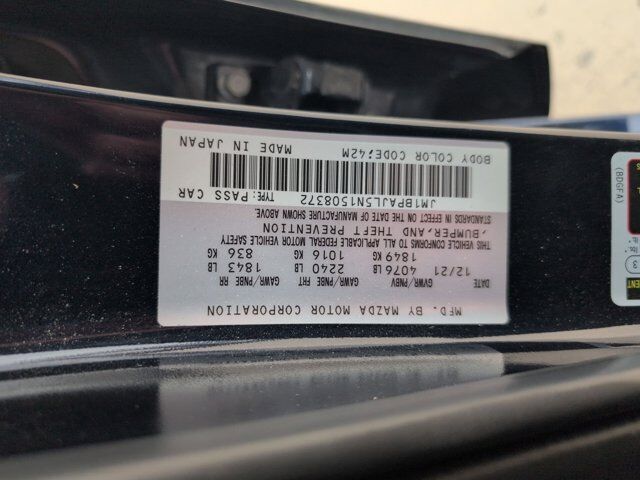 MFD. BY MAZDA MOTOR CORPORATION
DATE GVWR/PNBV GAWR/PNBE FRT GAWR/PNBE RR
12/21 4076 LB 2240 LB 1843 LB
1849 KG 1016 KG 836 KG
THIS VEHICLE CONFORMS TO ALL APPLICABLE FEDERAL MOTOR VEHICLE SAFETY
,BUMPER,AND THEFT PREVENTION
STANDARDS IN EFFECT ON THE DATE OF MANUFACTURE SHOWN ABOVE.
JM1BPAJL5N1508372 TYPE: PASS CAR
BODY COLOR CODE;42M MADE IN JAPAN
(BDGFA)
3